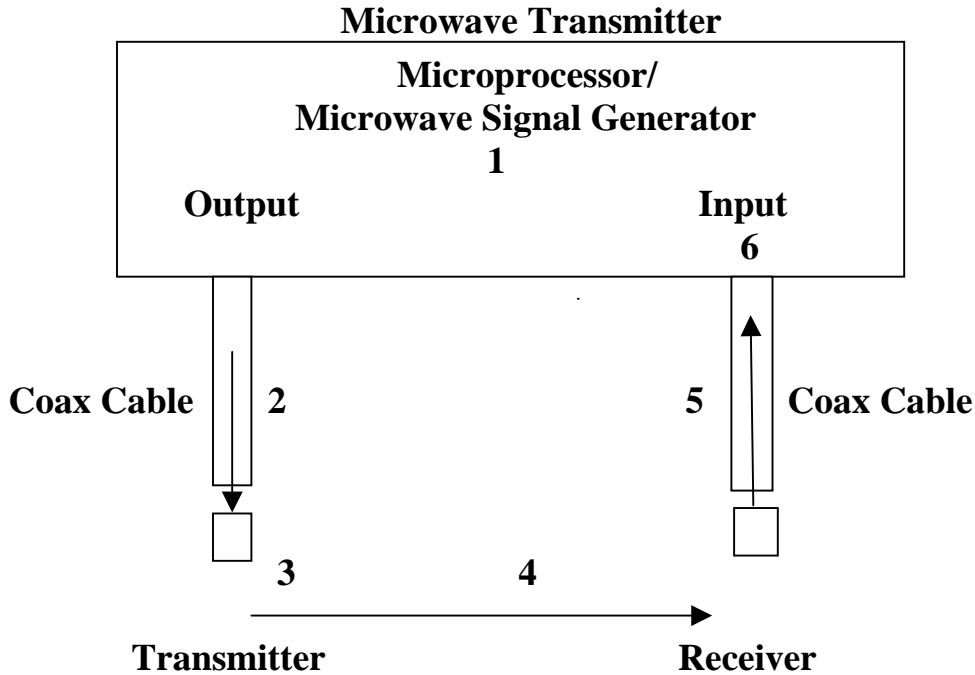 Microwave Transmitter
Microprocessor/
Microwave Signal Generator
1
Output
Input
6
Coax Cable
2
5
Coax Cable
3
4
Transmitter
Receiver